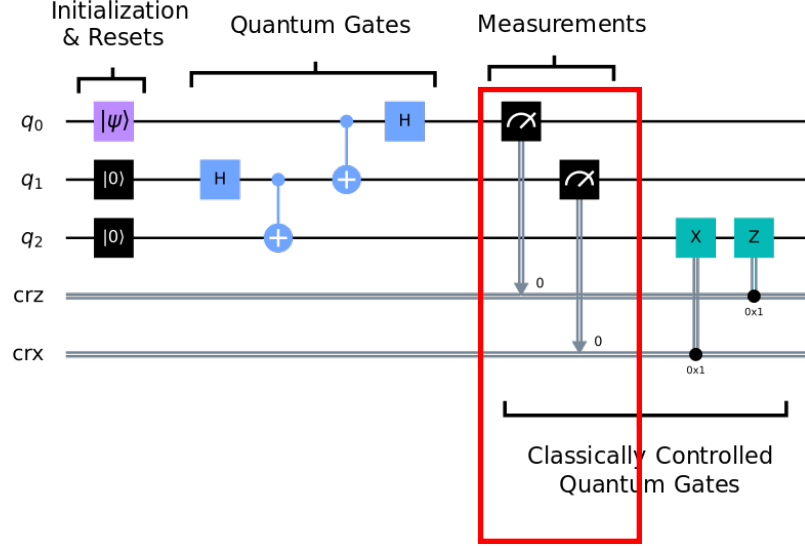 Initialization
& Resets
Quantum Gates
Measurements
q0 |ψ⟩ H
q1 |0⟩ H
q2 |0⟩ X Z
crz 0 0x1
crx 0 0x1
Classically Controlled
Quantum Gates